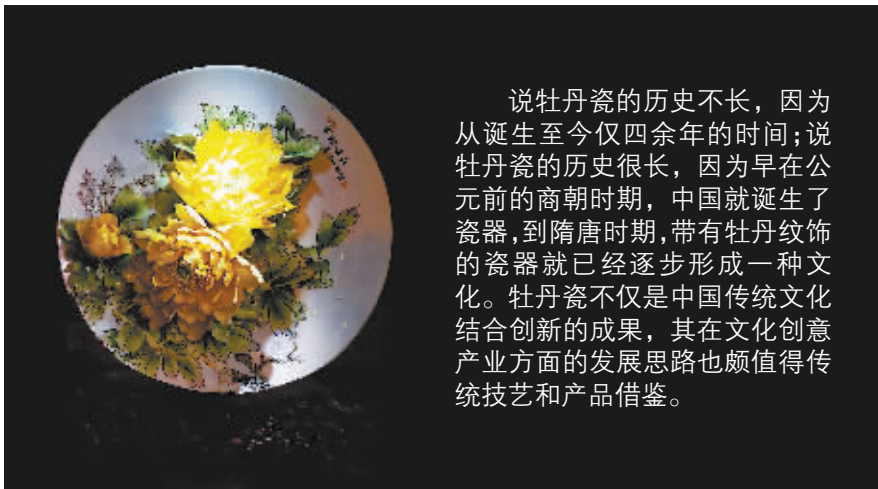 说牡丹瓷的历史不长，因为
从诞生至今仅四余年的时间；说
牡丹瓷的历史很长，因为早在公
元前的商朝时期，中国就诞生了
瓷器，到隋唐时期，带有牡丹纹饰
的瓷器就已经逐步形成一种文
化。牡丹瓷不仅是中国传统文化
结合创新的成果，其在文化创意
产业方面的发展思路也颇值得传
统技艺和产品借鉴。